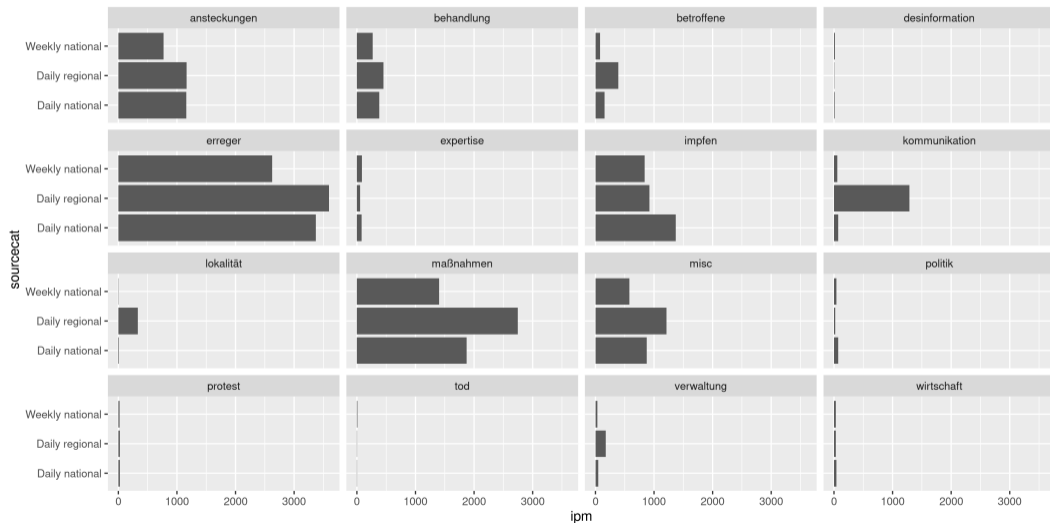 ansteckungen behandlung betroffene desinformation
Weekly national
Daily regional
Daily national
erreger expertise impfen kommunikation
Weekly national
Daily regional
Daily national
sourcecat
lokalität maßnahmen misc politik
Weekly national
Daily regional
Daily national
protest tod verwaltung wirtschaft
Weekly national
Daily regional
Daily national
0 1000 2000 3000 0 1000 2000 3000 0 1000 2000 3000 0 1000 2000 3000
ipm